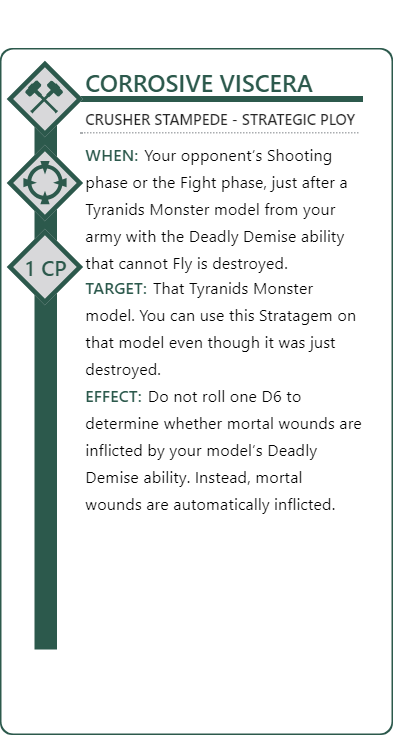 CORROSIVE VISCERA
CRUSHER STAMPEDE - STRATEGIC PLOY
WHEN: Your opponent's Shooting
phase or the Fight phase, just after a
Tyranids Monster model from your
army with the Deadly Demise ability
1 CP
that cannot Fly is destroyed.
TARGET: That Tyranids Monster
model. You can use this Stratagem on
that model even though it was just
destroyed.
EFFECT: Do not roll one D6 to
determine whether mortal wounds are
inflicted by your model's Deadly
Demise ability. Instead, mortal
wounds are automatically inflicted.